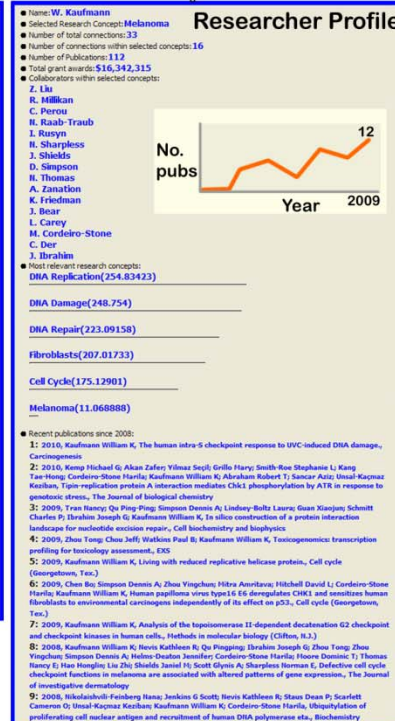 Researcher Profile
Name: W. Kaufmann
Selected Research Concept: Melanoma
Number of total connections: 33
Number of connections within selected concepts: 16
Number of Publications: 112
Total grant awards: $16,342,315
Collaborators within selected concepts:
Z. Liu
R. Millikan
C. Perou
N. Raab-Traub
I. Rusyn
N. Sharpless
J. Shields
D. Simpson
N. Thomas
A. Zanation
K. Friedman
J. Bear
L. Carey
M. Cordeiro-Stone
C. Der
J. Ibrahim
No.
pubs
12
Year 2009
Most relevant research concepts:
DNA Replication(254.83423)
DNA Damage(248.754)
DNA Repair(223.09158)
Fibroblasts(207.01733)
Cell Cycle(175.12901)
Melanoma(11.068888)
Recent publications since 2008:
1: 2010, Kaufmann William K, The human intra-S checkpoint response to UVC-induced DNA damage.,
Carcinogenesis
2: 2010, Kemp Michael G; Akan Zafer; Yilmaz Seçil; Grillo Mary; Smith-Roe Stephanie L; Kang
Tae-Hong; Cordeiro-Stone Marila; Kaufmann William K; Abraham Robert T; Sancar Aziz; Unsal-Kaçmaz
Keziban, Tipin-replication protein A interaction mediates Chk1 phosphorylation by ATR in response to
genotoxic stress., The Journal of biological chemistry
3: 2009, Tran Nancy; Qu Ping-Ping; Simpson Dennis A; Lindsey-Boltz Laura; Guan Xiaojun; Schmitt
Charles P; Ibrahim Joseph G; Kaufmann William K, In silico construction of a protein interaction
landscape for nucleotide excision repair., Cell biochemistry and biophysics
4: 2009, Zhou Tong; Chou Jeff; Watkins Paul B; Kaufmann William K, Toxicogenomics: transcription
profiling for toxicology assessment., EXS
5: 2009, Kaufmann William K, Living with reduced replicative helicase protein., Cell cycle
(Georgetown, Tex.)
6: 2009, Chen Bo; Simpson Dennis A; Zhou Yingchun; Mitra Amritava; Mitchell David L; Cordeiro-Stone
Marila; Kaufmann William K, Human papilloma virus type16 E6 deregulates CHK1 and sensitizes human
fibroblasts to environmental carcinogens independently of its effect on p53., Cell cycle (Georgetown,
Tex.)
7: 2009, Kaufmann William K, Analysis of the topoisomerase II-dependent decatenation G2 checkpoint
and checkpoint kinases in human cells., Methods in molecular biology (Clifton, N.J.)
8: 2008, Kaufmann William K; Nevis Kathleen R; Qu Pingping; Ibrahim Joseph G; Zhou Tong; Zhou
Yingchun; Simpson Dennis A; Helms-Deaton Jennifer; Cordeiro-Stone Marila; Moore Dominic T; Thomas
Nancy E; Hao Honglin; Liu Zhi; Shields Janiel M; Scott Glynis A; Sharpless Norman E, Defective cell cycle
checkpoint functions in melanoma are associated with altered patterns of gene expression., The Journal
of investigative dermatology
9: 2008, Nikolaishvili-Feinberg Nana; Jenkins G Scott; Nevis Kathleen R; Staus Dean P; Scarlett
Cameron O; Unsal-Kaçmaz Keziban; Kaufmann William K; Cordeiro-Stone Marila, Ubiquitylation of
proliferating cell nuclear antigen and recruitment of human DNA polymerase eta., Biochemistry